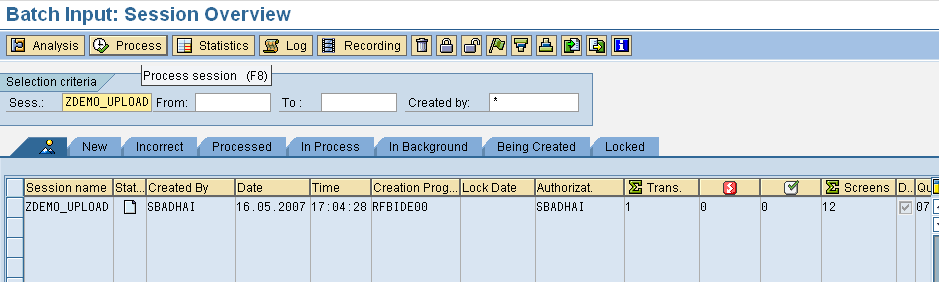 Batch Input: Session Overview
Analysis Process Statistics Log Recording
Process session (F8)
Selection criteria
Sess.: ZDEMO_UPLOAD From: To : Created by: *
New Incorrect Processed In Process In Background Being Created Locked
Session name Stat... Created By Date Time Creation Prog... Lock Date Authorizat. Σ Trans. Σ Screens D.. Qu
ZDEMO_UPLOAD SBADHAI 16.05.2007 17:04:28 RFBIDE00 SBADHAI 1 0 0 12 07